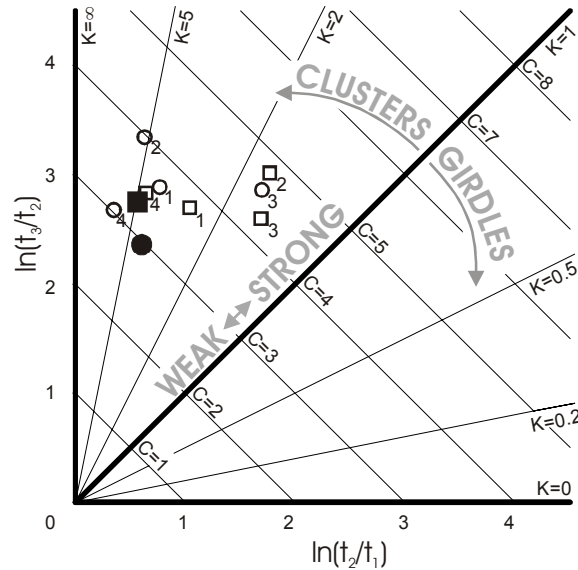 K=∞
K=5
K=2
K=1
4
3
2
1
0
ln(t₃/t₂)
CLUSTERS
GIRDLES
WEAK
STRONG
C=8
C=7
C=5
C=4
C=3
C=2
C=1
2
1
4
4
1
2
3
3
K=0.5
K=0.2
K=0
1
2
3
4
ln(t₂/t₁)